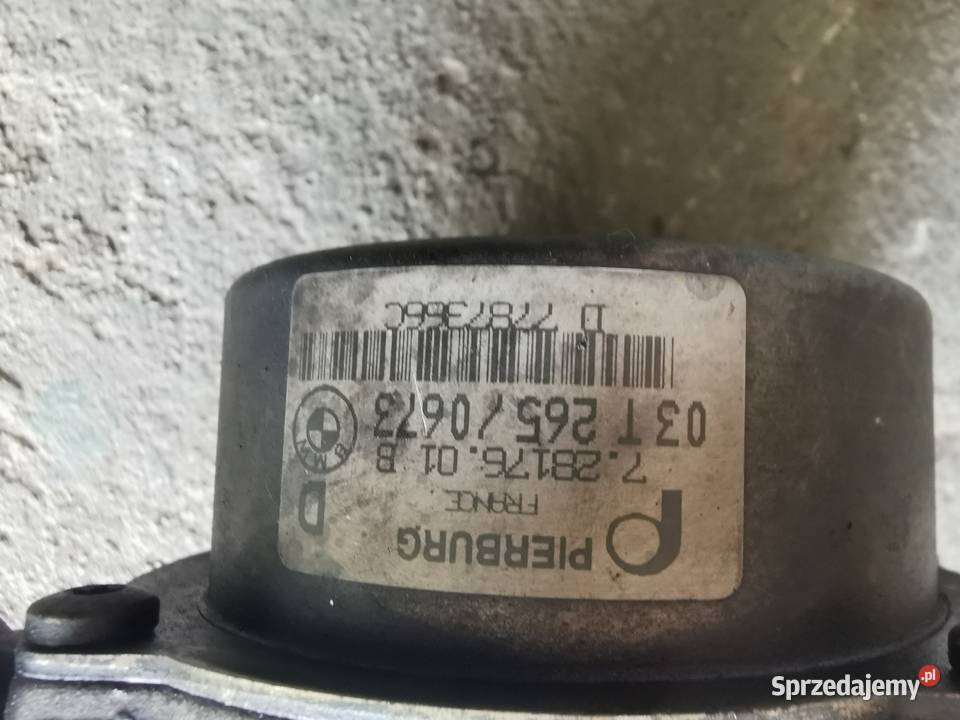 PIERBURG
FRANCE
D
7.28176.01 B
03 T 265 / 0673
BMW
D 7787366C
Sprzedajemy.pl